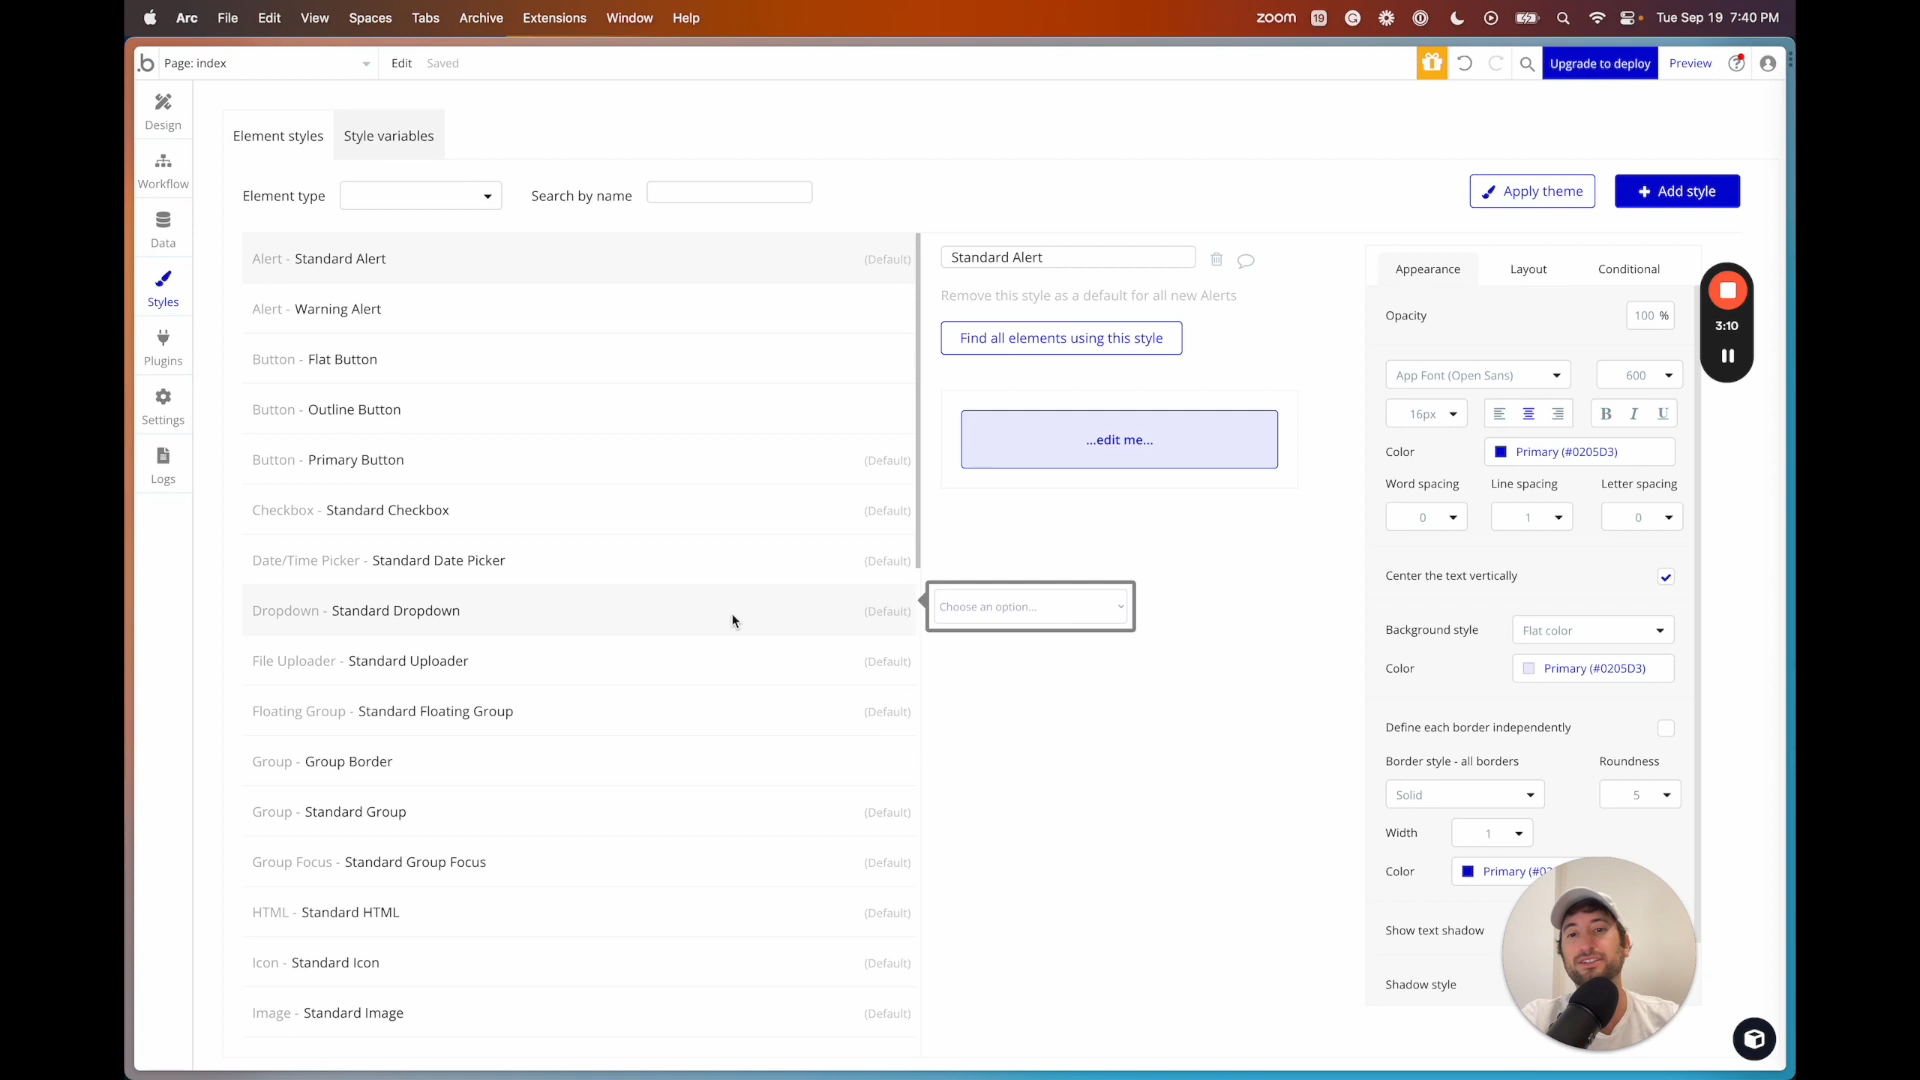 Arc File Edit View Spaces Tabs Archive Extensions Window Help zoom 19 Tue Sep 19 7:40 PM
.b Page: index Edit Saved Upgrade to deploy Preview
Design
Workflow
Data
Styles
Plugins
Settings
Logs
Element styles Style variables
Element type Search by name Apply theme + Add style
Alert - Standard Alert (Default)
Alert - Warning Alert
Button - Flat Button
Button - Outline Button
Button - Primary Button (Default)
Checkbox - Standard Checkbox (Default)
Date/Time Picker - Standard Date Picker (Default)
Dropdown - Standard Dropdown (Default)
File Uploader - Standard Uploader (Default)
Floating Group - Standard Floating Group (Default)
Group - Group Border
Group - Standard Group (Default)
Group Focus - Standard Group Focus (Default)
HTML - Standard HTML (Default)
Icon - Standard Icon (Default)
Image - Standard Image (Default)
Standard Alert
Remove this style as a default for all new Alerts
Find all elements using this style
...edit me...
Choose an option...
Appearance Layout Conditional
Opacity 100 %
App Font (Open Sans) 600
16px B I U
Color Primary (#0205D3)
Word spacing Line spacing Letter spacing
0 1 0
Center the text vertically
Background style Flat color
Color Primary (#0205D3)
Define each border independently
Border style - all borders Roundness
Solid 5
Width 1
Color Primary (#02
Show text shadow
Shadow style
3:10